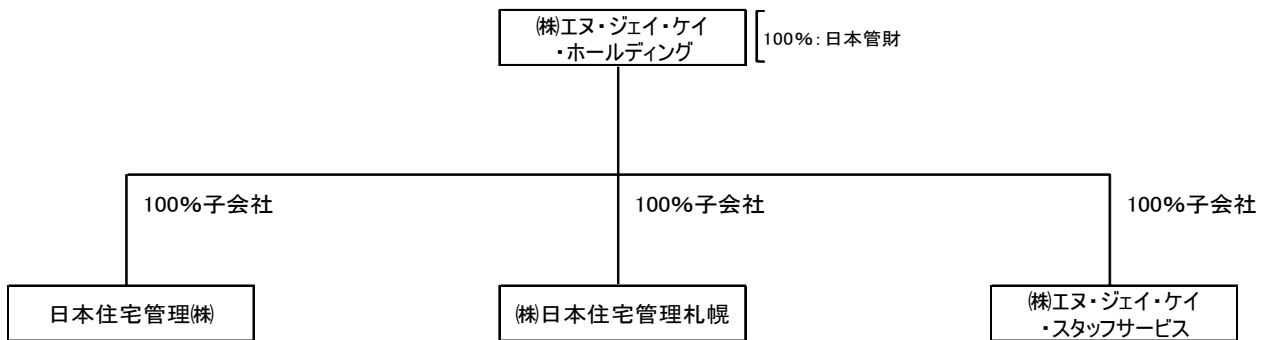 ㈱エヌ・ジェイ・ケイ
・ホールディング
100%：日本管財
100%子会社
100%子会社
100%子会社
日本住宅管理㈱
㈱日本住宅管理札幌
㈱エヌ・ジェイ・ケイ
・スタッフサービス